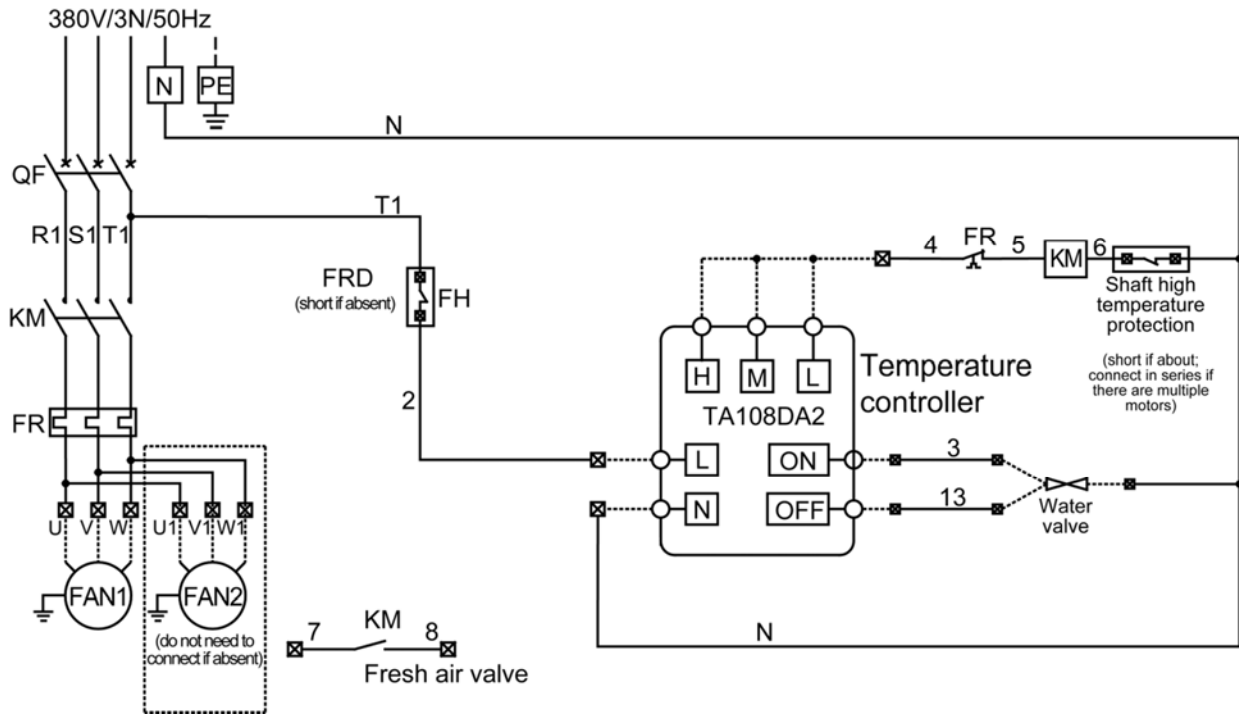 380V/3N/50Hz
N
PE
N
QF
T1
R1
S1
T1
4
FR
5
KM
6
FRD
(short if absent)
FH
Shaft high
temperature
protection
(short if about;
connect in series if
there are multiple
motors)
KM
H
M
L
Temperature
controller
TA108DA2
2
FR
L
ON
3
N
OFF
13
Water
valve
U
V
W
U1
V1
W1
FAN1
FAN2
(do not need to
connect if absent)
7
KM
8
Fresh air valve
N